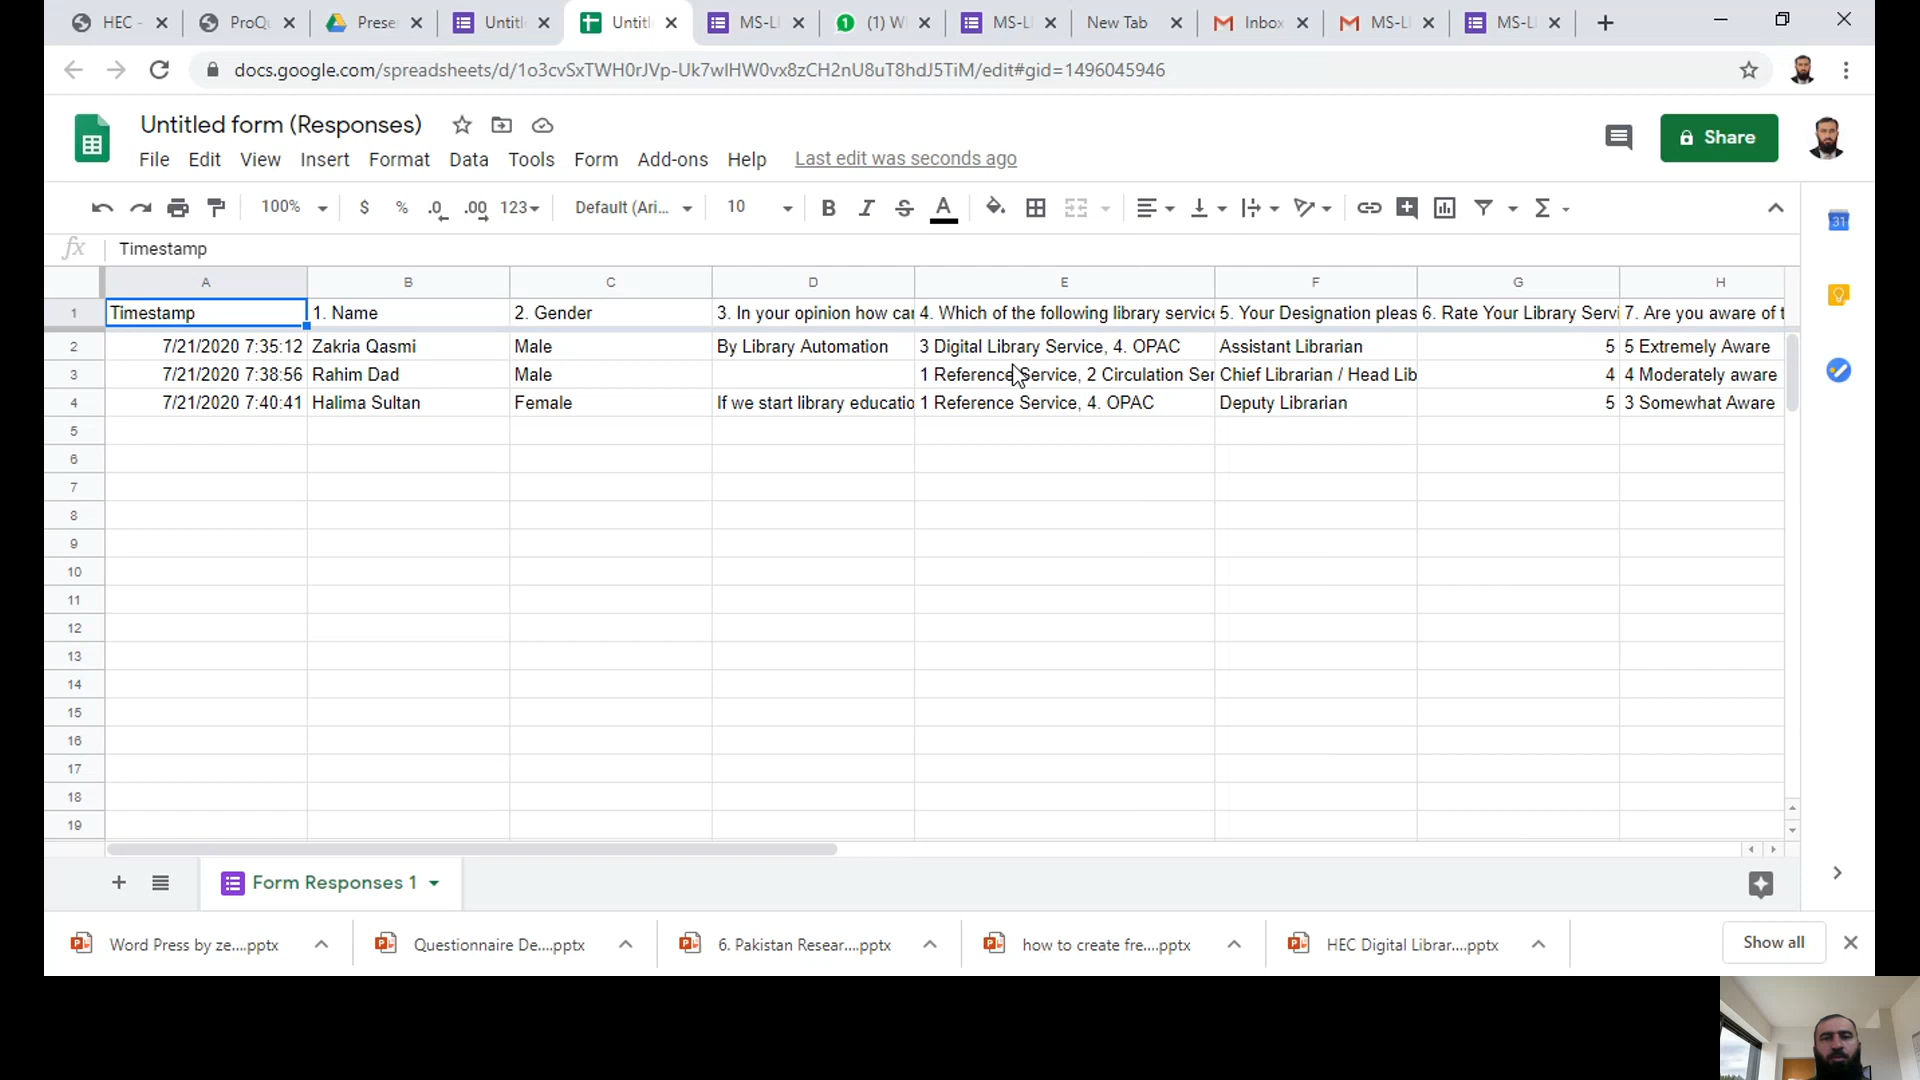 HEC - ProQu Prese Untitl Untitl MS-L (1) W MS-L New Tab Inbox MS-L MS-L
docs.google.com/spreadsheets/d/1o3cvSxTWH0rJVp-Uk7wIHW0vx8zCH2nU8uT8hdJ5TiM/edit#gid=1496045946
Untitled form (Responses)
Share
File Edit View Insert Format Data Tools Form Add-ons Help Last edit was seconds ago
100% $ % .0 .00 123 Default (Ari... 10 B I S A Σ
31
fx Timestamp
A B C D E F G H
1 Timestamp 1. Name 2. Gender 3. In your opinion how ca 4. Which of the following library service 5. Your Designation pleas 6. Rate Your Library Servi 7. Are you aware of t
2 7/21/2020 7:35:12 Zakria Qasmi Male By Library Automation 3 Digital Library Service, 4. OPAC Assistant Librarian 5 5 Extremely Aware
3 7/21/2020 7:38:56 Rahim Dad Male 1 Reference Service, 2 Circulation Ser Chief Librarian / Head Lib 4 4 Moderately aware
4 7/21/2020 7:40:41 Halima Sultan Female If we start library educatio 1 Reference Service, 4. OPAC Deputy Librarian 5 3 Somewhat Aware
5
6
7
8
9
10
11
12
13
14
15
16
17
18
19
Form Responses 1
Word Press by ze....pptx Questionnaire De....pptx 6. Pakistan Resear....pptx how to create fre....pptx HEC Digital Librar....pptx Show all